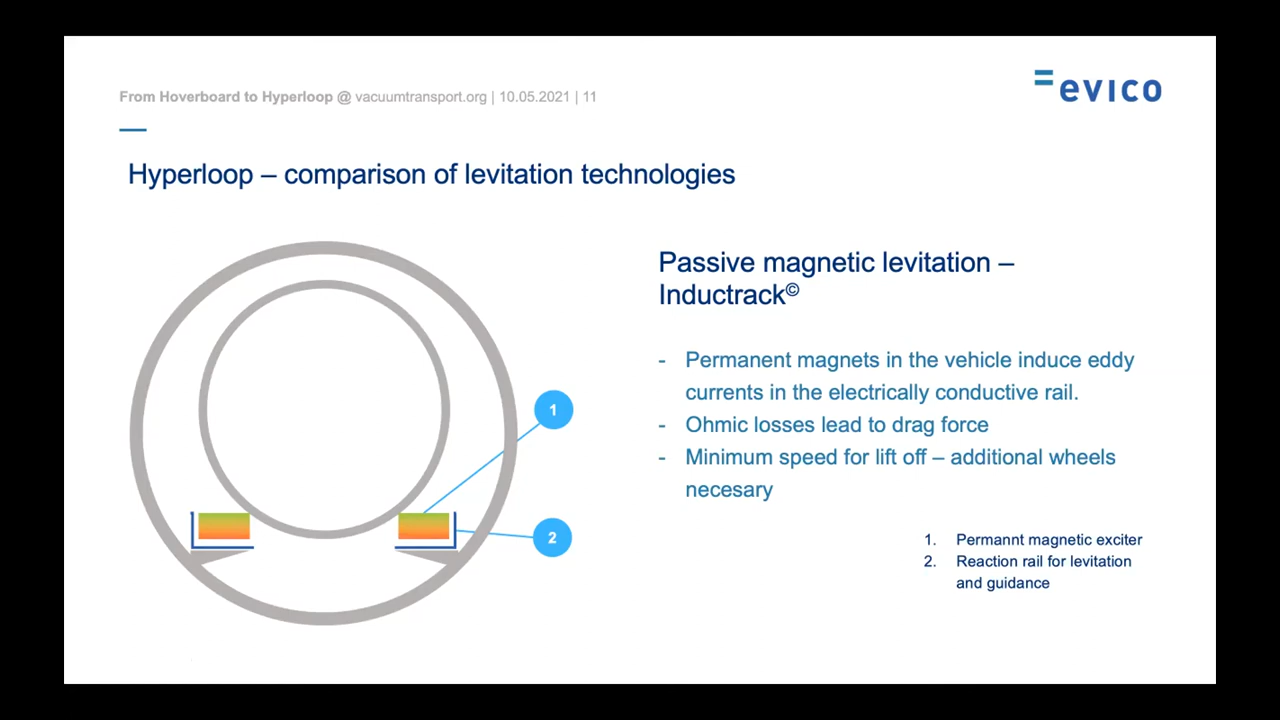 From Hoverboard to Hyperloop @ vacuumtransport.org | 10.05.2021 | 11
evico
Hyperloop – comparison of levitation technologies
Passive magnetic levitation –
Inductrack©
- Permanent magnets in the vehicle induce eddy
currents in the electrically conductive rail.
- Ohmic losses lead to drag force
- Minimum speed for lift off – additional wheels
necesary
1
2
1. Permannt magnetic exciter
2. Reaction rail for levitation
and guidance